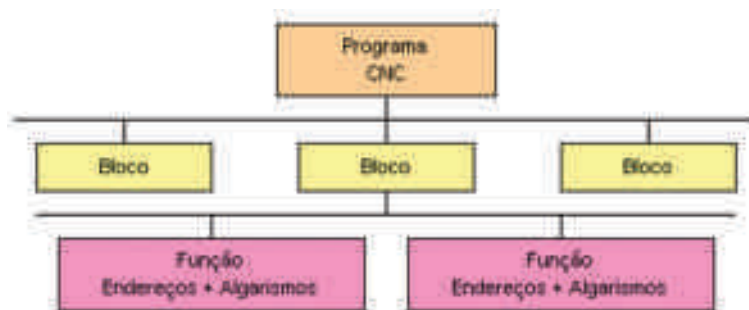 Programa
CNC
Bloco
Bloco
Bloco
Função
Endereços + Algarismos
Função
Endereços + Algarismos